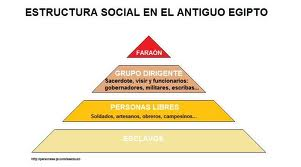 ESTRUCTURA SOCIAL EN EL ANTIGUO EGIPTO
FARAÓN
GRUPO DIRIGENTE
Sacerdote, visir y funcionarios:
gobernadores, militares, escribas...
PERSONAS LIBRES
Soldados, artesanos, obreros, campesinos...
ESCLAVOS